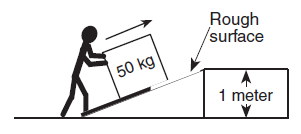 Rough
surface
50 kg
1 meter